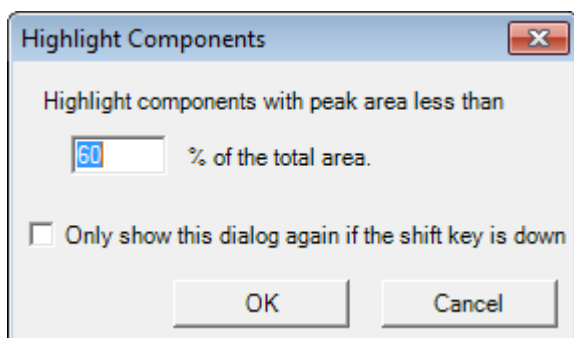 Highlight Components
Highlight components with peak area less than
60 % of the total area.
Only show this dialog again if the shift key is down
OK Cancel